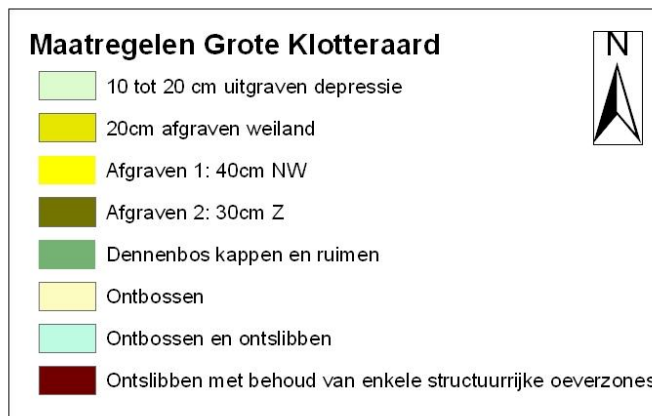 Maatregelen Grote Klotteraard
N
10 tot 20 cm uitgraven depressie
20cm afgraven weiland
Afgraven 1: 40cm NW
Afgraven 2: 30cm Z
Dennenbos kappen en ruimen
Ontbossen
Ontbossen en ontslibben
Ontslibben met behoud van enkele structuurrijke oeverzones